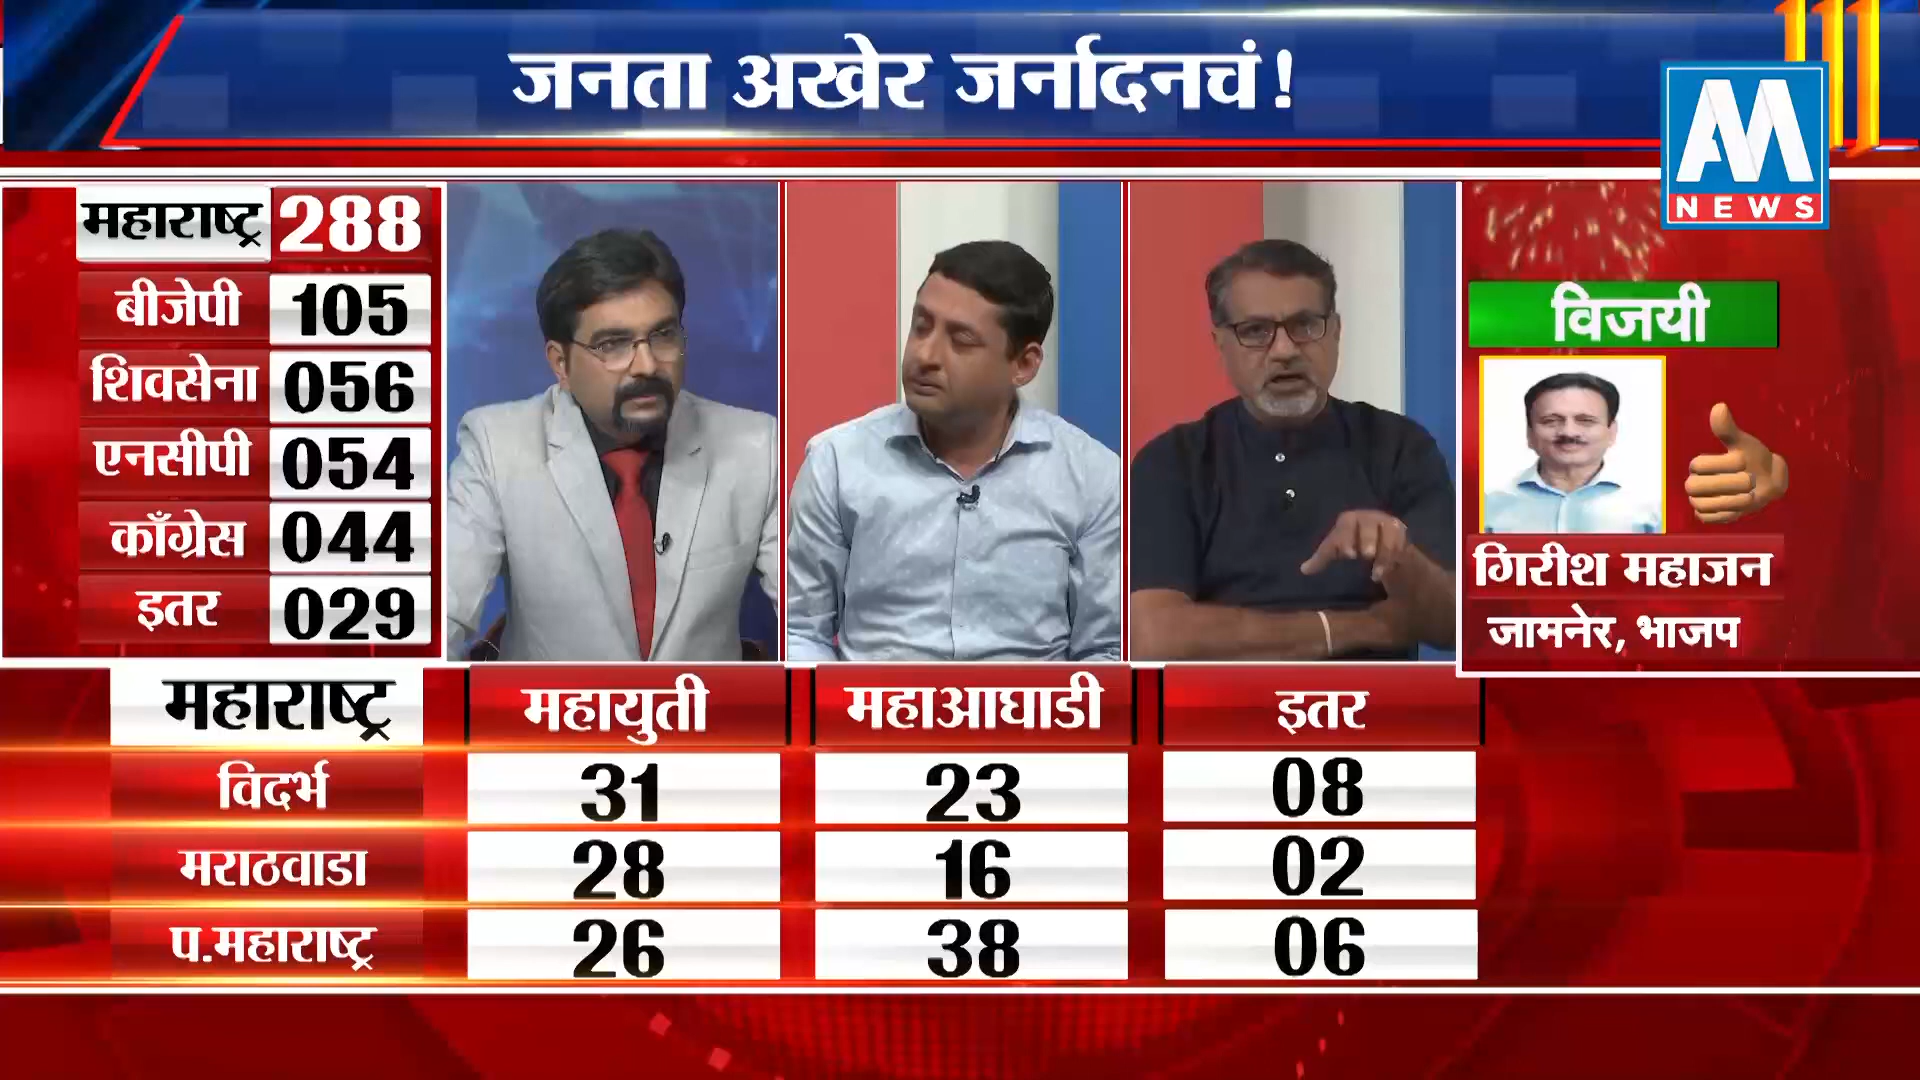 जनता अखेर जर्नादनचं!
AM
NEWS
महाराष्ट्र 288
बीजेपी 105
शिवसेना 056
एनसीपी 054
काँग्रेस 044
इतर 029
विजयी
गिरीश महाजन
जामनेर, भाजप
महाराष्ट्र महायुती महाआघाडी इतर
विदर्भ 31 23 08
मराठवाडा 28 16 02
प.महाराष्ट्र 26 38 06